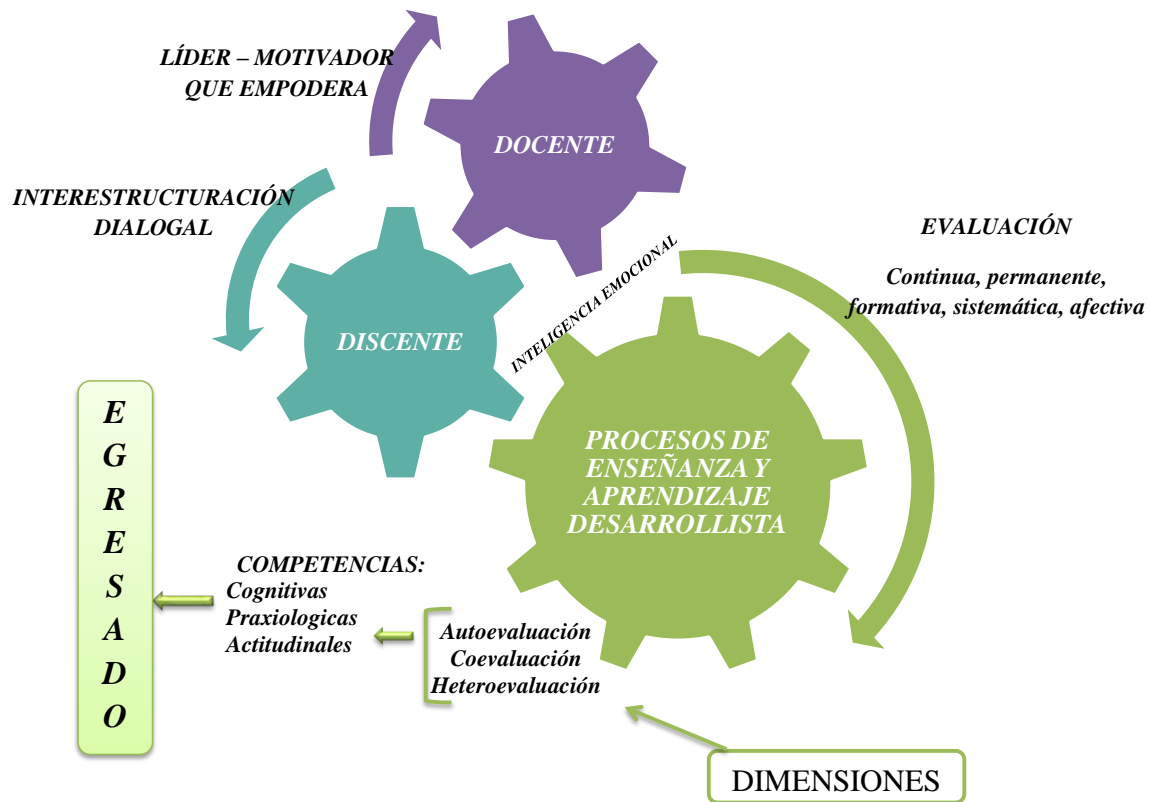 LÍDER – MOTIVADOR
QUE EMPODERA
DOCENTE
INTERESTRUCTURACIÓN
DIALOGAL
DISCENTE
INTELIGENCIA EMOCIONAL
EVALUACIÓN
Continua, permanente,
formativa, sistemática, afectiva
PROCESOS DE
ENSEÑANZA Y
APRENDIZAJE
DESARROLLISTA
E
G
R
E
S
A
D
O
COMPETENCIAS:
Cognitivas
Praxiologicas
Actitudinales
Autoevaluación
Coevaluación
Heteroevaluación
DIMENSIONES